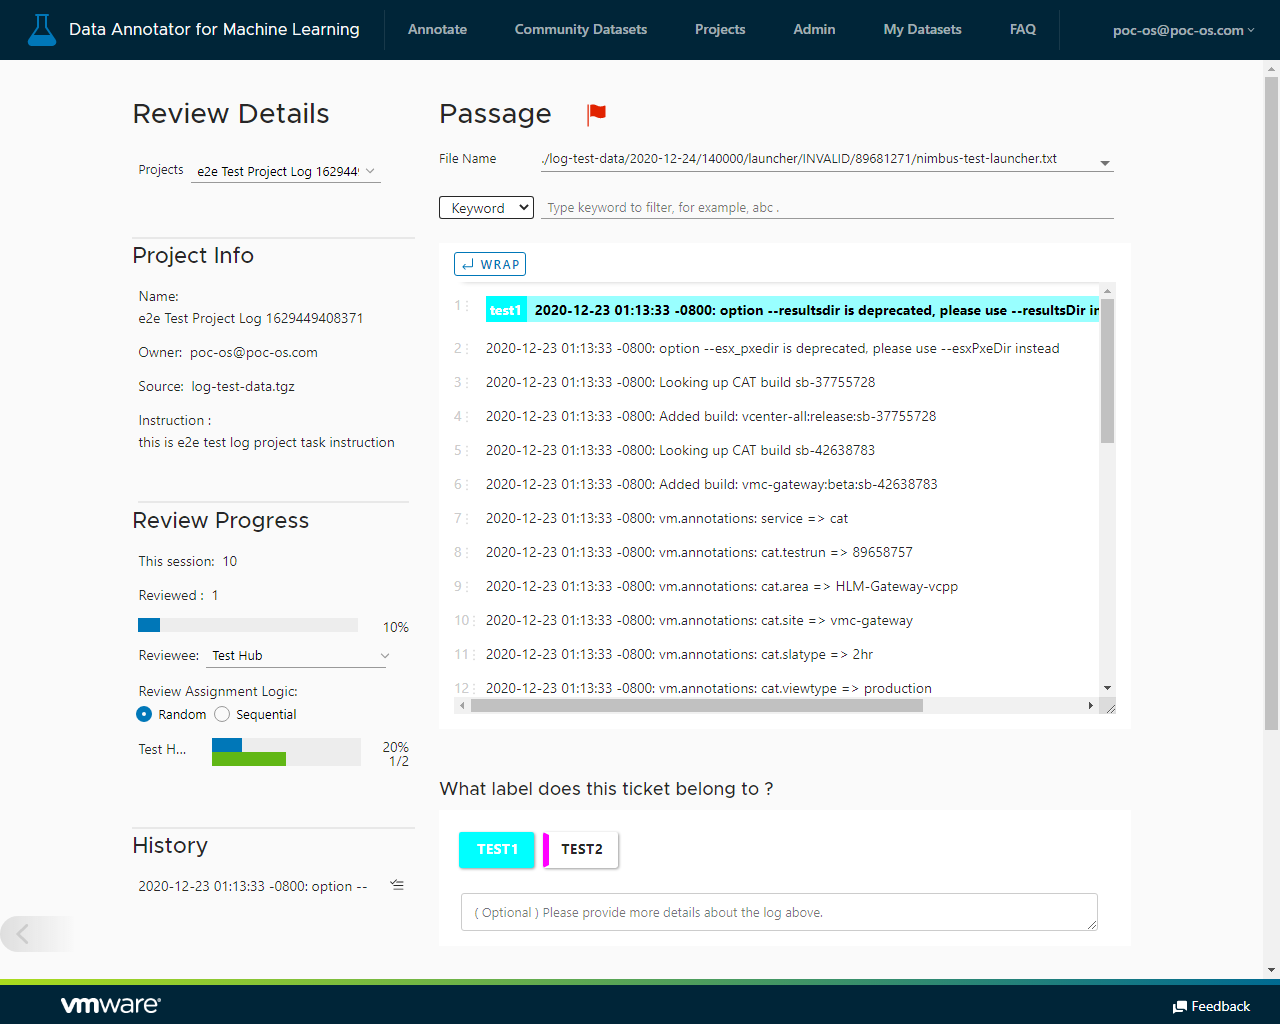 Data Annotator for Machine Learning
Annotate
Community Datasets
Projects
Admin
My Datasets
FAQ
poc-os@poc-os.com
Review Details
Projects
e2e Test Project Log 162944
Project Info
Name:
e2e Test Project Log 1629449408371
Owner: poc-os@poc-os.com
Source: log-test-data.tgz
Instruction :
this is e2e test log project task instruction
Review Progress
This session: 10
Reviewed : 1
10%
Reviewee: Test Hub
Review Assignment Logic:
Random
Sequential
Test H...
20%
1/2
History
2020-12-23 01:13:33 -0800: option --
Passage
File Name
./log-test-data/2020-12-24/140000/launcher/INVALID/89681271/nimbus-test-launcher.txt
Keyword
Type keyword to filter, for example, abc .
WRAP
1 test1 2020-12-23 01:13:33 -0800: option --resultsdir is deprecated, please use --resultsDir in
2 2020-12-23 01:13:33 -0800: option --esx_pxedir is deprecated, please use --esxPxeDir instead
3 2020-12-23 01:13:33 -0800: Looking up CAT build sb-37755728
4 2020-12-23 01:13:33 -0800: Added build: vcenter-all:release:sb-37755728
5 2020-12-23 01:13:33 -0800: Looking up CAT build sb-42638783
6 2020-12-23 01:13:33 -0800: Added build: vmc-gateway:beta:sb-42638783
7 2020-12-23 01:13:33 -0800: vm.annotations: service => cat
8 2020-12-23 01:13:33 -0800: vm.annotations: cat.testrun => 89658757
9 2020-12-23 01:13:33 -0800: vm.annotations: cat.area => HLM-Gateway-vcpp
10 2020-12-23 01:13:33 -0800: vm.annotations: cat.site => vmc-gateway
11 2020-12-23 01:13:33 -0800: vm.annotations: cat.slatype => 2hr
12 2020-12-23 01:13:33 -0800: vm.annotations: cat.viewtype => production
What label does this ticket belong to ?
TEST1
TEST2
( Optional ) Please provide more details about the log above.
vmware
Feedback